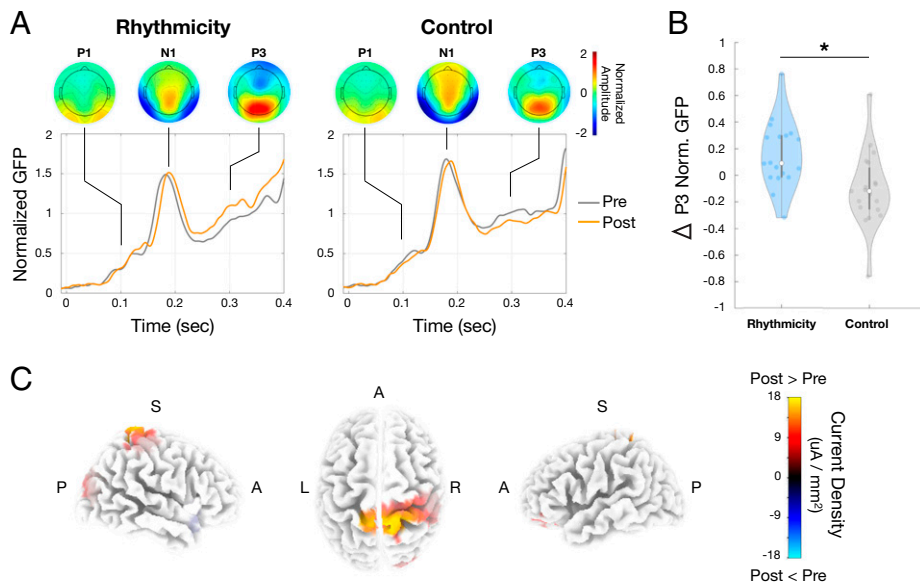 A
Rhythmicity
Control
P1
N1
P3
P1
N1
P3
2
0
-2
Normalized
Amplitude
Normalized GFP
2
1.5
1
0.5
0
0
0.1
0.2
0.3
0.4
Time (sec)
2
1.5
1
0.5
0
0
0.1
0.2
0.3
0.4
Time (sec)
Pre
Post
B
*
Δ P3 Norm. GFP
1
0.8
0.6
0.4
0.2
0
-0.2
-0.4
-0.6
-0.8
-1
Rhythmicity
Control
C
S
P
A
A
L
R
S
A
P
Post > Pre
18
9
0
-9
-18
Current Density
(uA / mm²)
Post < Pre